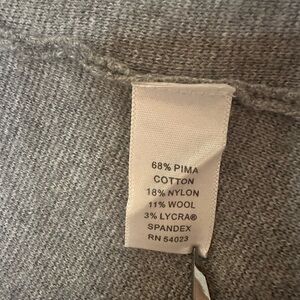 68% PIMA
COTTON
18% NYLON
11% WOOL
3% LYCRA®
SPANDEX
RN 54023